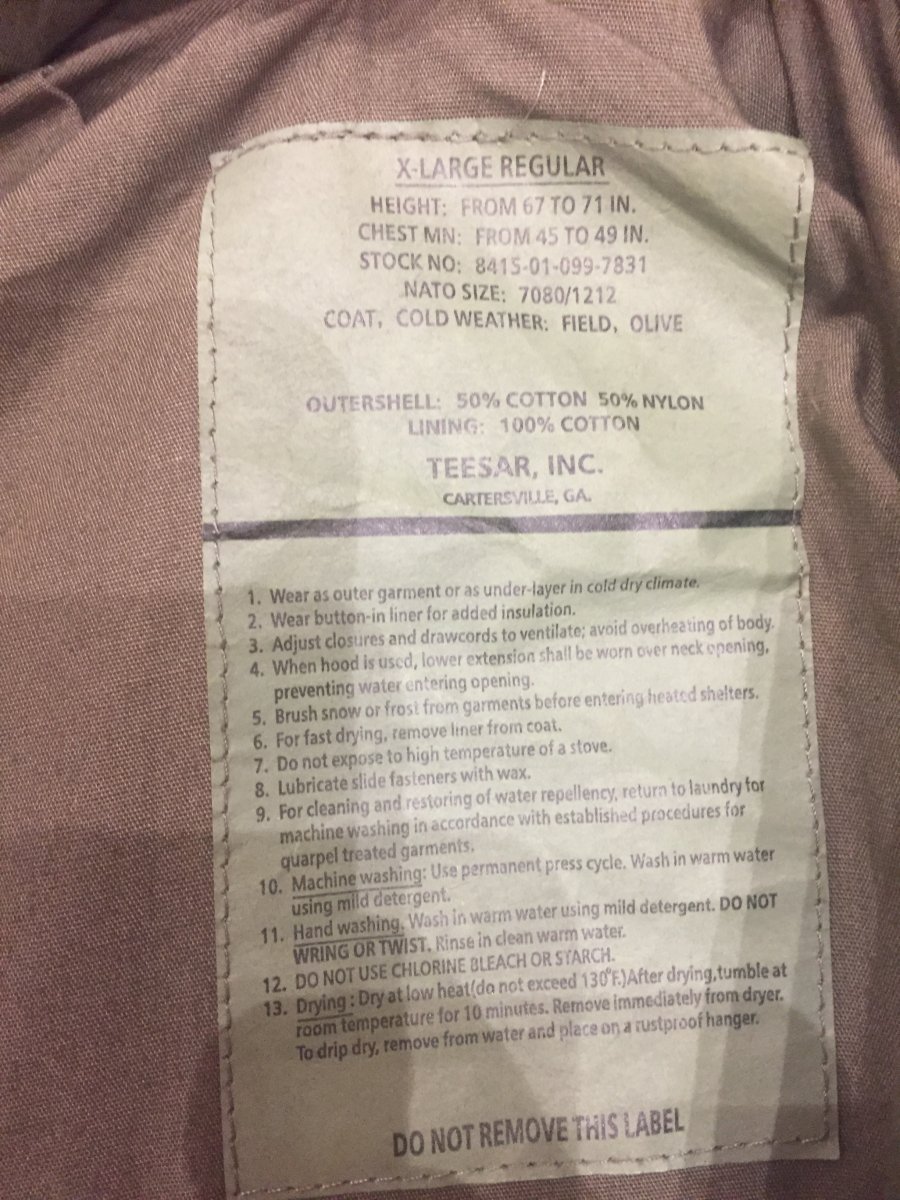 X-LARGE REGULAR
HEIGHT: FROM 67 TO 71 IN.
CHEST MN: FROM 45 TO 49 IN.
STOCK NO: 8415-01-099-7831
NATO SIZE: 7080/1212
COAT, COLD WEATHER: FIELD, OLIVE
OUTERSHELL: 50% COTTON 50% NYLON
LINING: 100% COTTON
TEESAR, INC.
CARTERSVILLE, GA.
1. Wear as outer garment or as under-layer in cold dry climate.
2. Wear button-in liner for added insulation.
3. Adjust closures and drawcords to ventilate; avoid overheating of body.
4. When hood is used, lower extension shall be worn over neck opening,
preventing water entering opening.
5. Brush snow or frost from garments before entering heated shelters.
6. For fast drying, remove liner from coat.
7. Do not expose to high temperature of a stove.
8. Lubricate slide fasteners with wax.
9. For cleaning and restoring of water repellency, return to laundry for
machine washing in accordance with established procedures for
quarpel treated garments.
10. Machine washing: Use permanent press cycle. Wash in warm water
using mild detergent.
11. Hand washing. Wash in warm water using mild detergent. DO NOT
WRING OR TWIST. Rinse in clean warm water.
12. DO NOT USE CHLORINE BLEACH OR STARCH.
13. Drying : Dry at low heat(do not exceed 130°F.)After drying,tumble at
room temperature for 10 minutes. Remove immediately from dryer.
To drip dry, remove from water and place on a rustproof hanger.
DO NOT REMOVE THIS LABEL